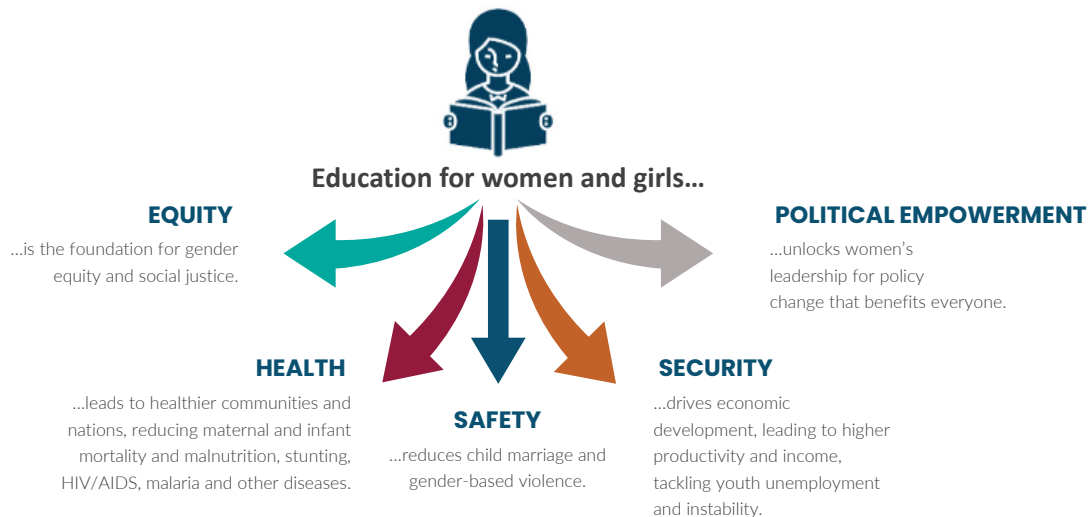 Education for women and girls...
EQUITY
...is the foundation for gender
equity and social justice.
HEALTH
...leads to healthier communities and
nations, reducing maternal and infant
mortality and malnutrition, stunting,
HIV/AIDS, malaria and other diseases.
SAFETY
...reduces child marriage and
gender-based violence.
SECURITY
...drives economic
development, leading to higher
productivity and income,
tackling youth unemployment
and instability.
POLITICAL EMPOWERMENT
...unlocks women’s
leadership for policy
change that benefits everyone.